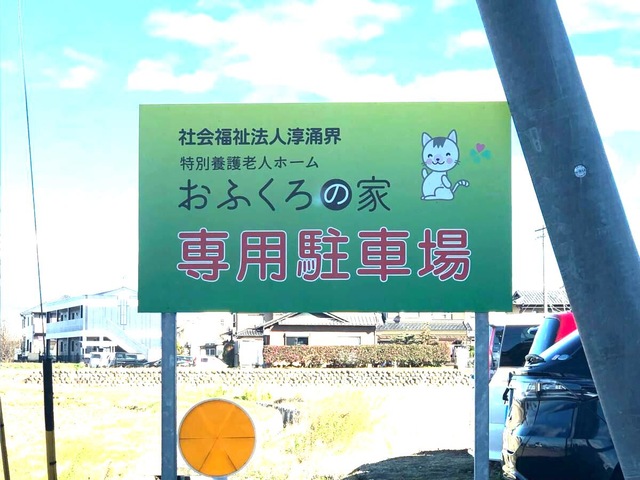 社会福祉法人淳涌界
特別養護老人ホーム
おふくろの家
専用駐車場